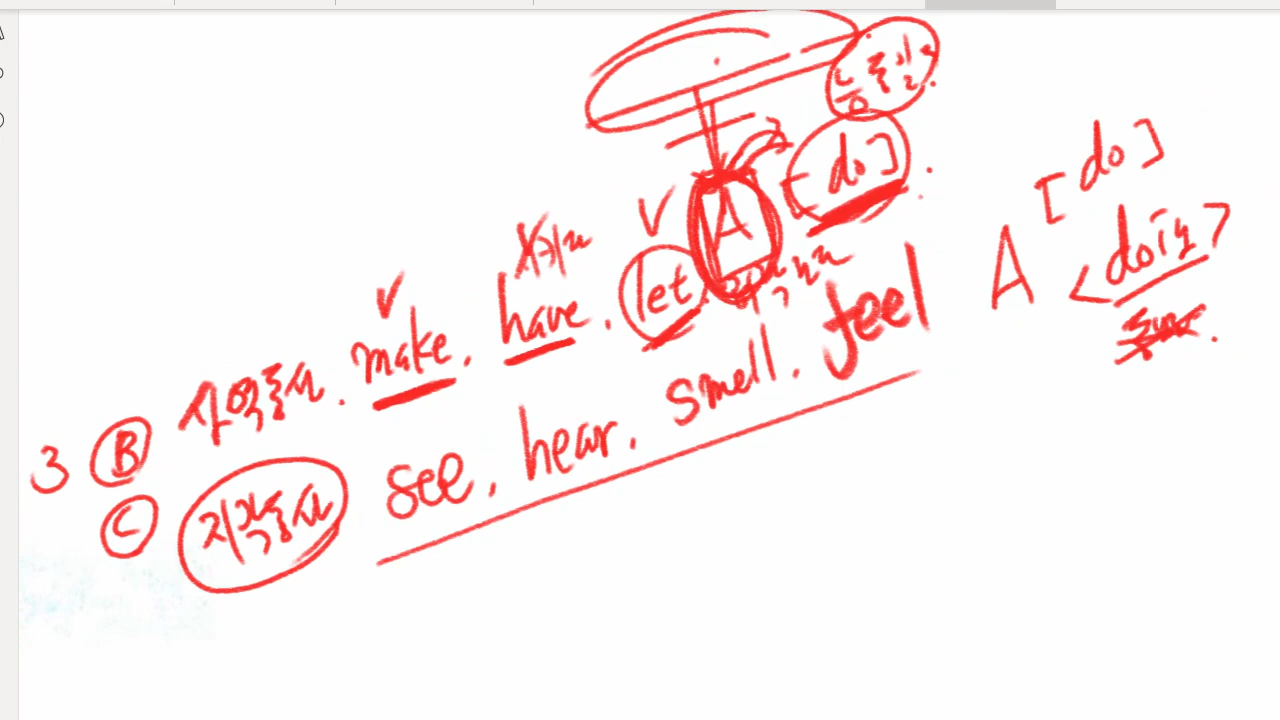 능동일
3 Ⓑ 사역동사. make. have. let A [do].
Ⓒ 지각동사 see. hear. smell. feel A [do]
<doing>